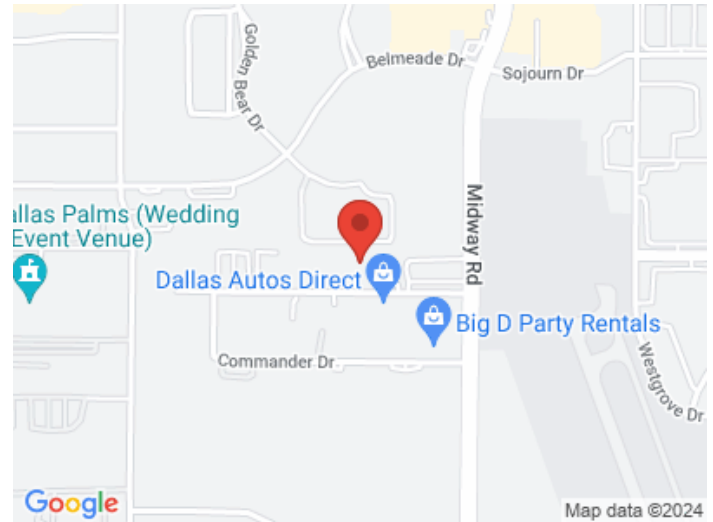 Golden Bear Dr
Belmeade Dr
Sojourn Dr
allas Palms (Wedding
Event Venue)
Midway Rd
Dallas Autos Direct
Big D Party Rentals
Commander Dr
Westgrove Dr
Google
Map data ©2024